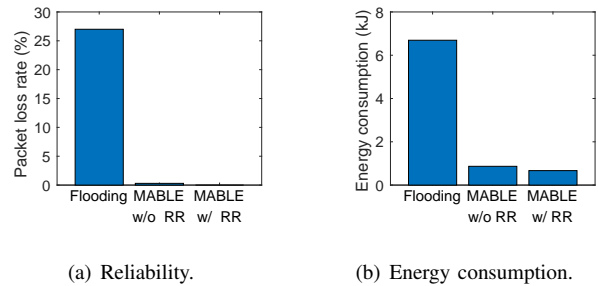 Packet loss rate (%)
30
25
20
15
10
5
0
Flooding MABLE MABLE
w/o RR w/ RR
(a) Reliability.
Energy consumption (kJ)
8
6
4
2
0
Flooding MABLE MABLE
w/o RR w/ RR
(b) Energy consumption.